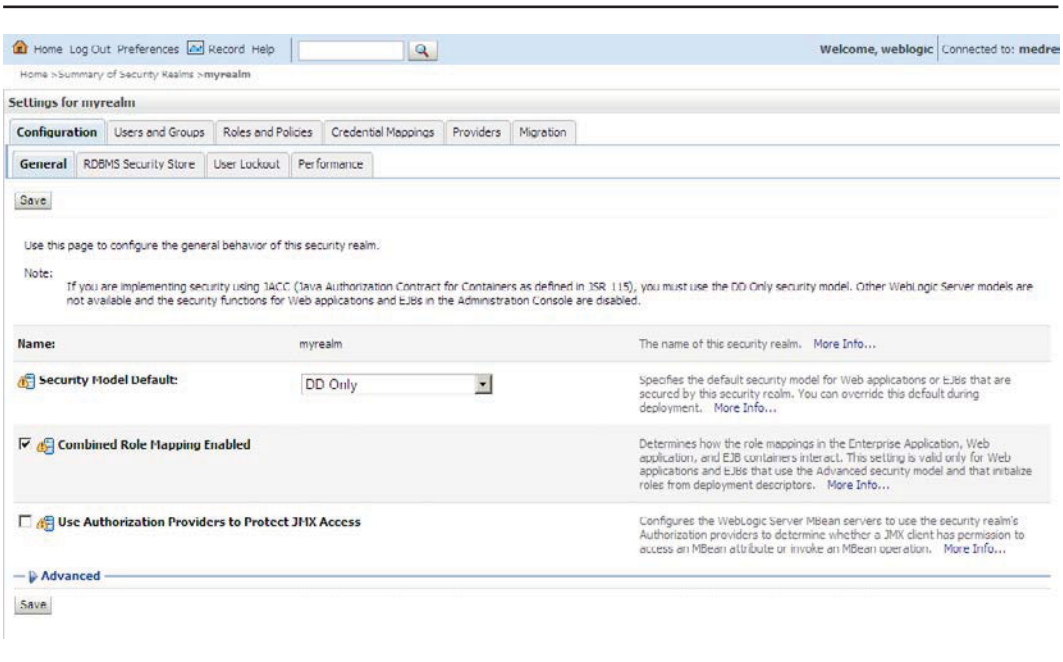 Home Log Out Preferences Record Help
Welcome, weblogic Connected to: medre
Home >Summary of Security Realms >myrealm
Settings for myrealm
Configuration Users and Groups Roles and Policies Credential Mappings Providers Migration
General RDBMS Security Store User Lockout Performance
Save
Use this page to configure the general behavior of this security realm.
Note:
If you are implementing security using JACC (Java Authorization Contract for Containers as defined in JSR 115), you must use the DD Only security model. Other WebLogic Server models are
not available and the security functions for Web applications and EJBs in the Administration Console are disabled.
Name: myrealm The name of this security realm. More Info...
Security Model Default: DD Only Specifies the default security model for Web applications or EJBs that are
secured by this security realm. You can override this default during
deployment. More Info...
Combined Role Mapping Enabled Determines how the role mappings in the Enterprise Application, Web
application, and EJB containers interact. This setting is valid only for Web
applications and EJBs that use the Advanced security model and that initialize
roles from deployment descriptors. More Info...
Use Authorization Providers to Protect JMX Access Configures the WebLogic Server MBean servers to use the security realm's
Authorization providers to determine whether a JMX client has permission to
access an MBean attribute or invoke an MBean operation. More Info...
Advanced
Save